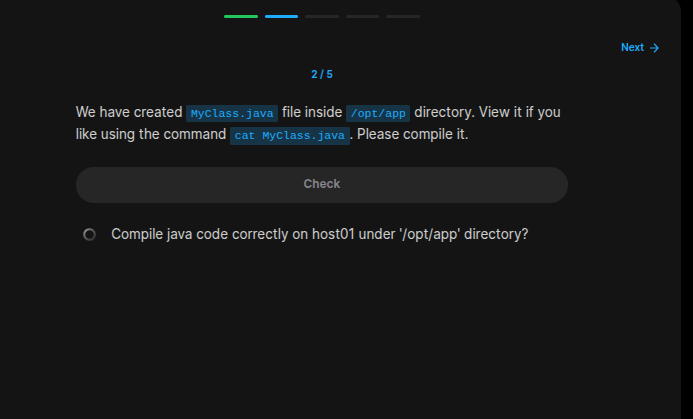 Next →
2 / 5
We have created MyClass.java file inside /opt/app directory. View it if you
like using the command cat MyClass.java. Please compile it.
Check
Compile java code correctly on host01 under '/opt/app' directory?